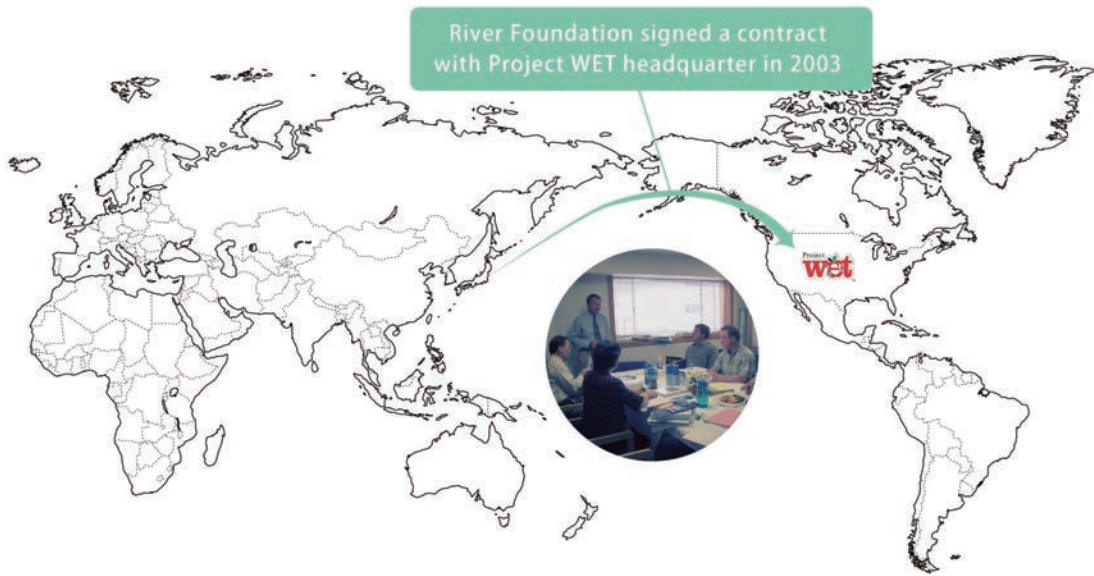 River Foundation signed a contract
with Project WET headquarter in 2003
Project
wet